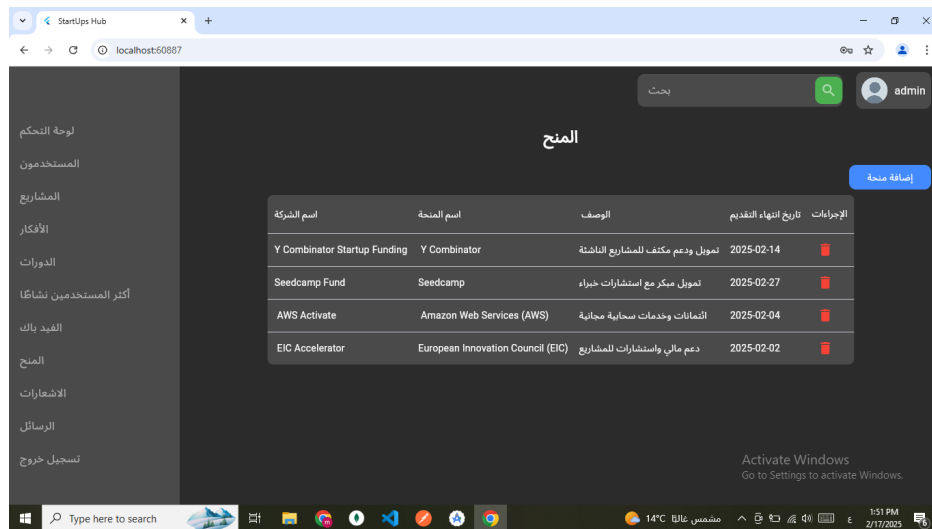 StartUps Hub
localhost:60887
بحث
admin
لوحة التحكم
المستخدمون
المشاريع
الأفكار
الدورات
أكثر المستخدمين نشاطًا
الفيد باك
المنح
الاشعارات
الرسائل
تسجيل خروج
المنح
إضافة منحة
اسم الشركة اسم المنحة الوصف تاريخ انتهاء التقديم الإجراءات
Y Combinator Startup Funding Y Combinator تمويل ودعم مكثف للمشاريع الناشئة 2025-02-14
Seedcamp Fund Seedcamp تمويل مبكر مع استشارات خبراء 2025-02-27
AWS Activate Amazon Web Services (AWS) ائتمانات وخدمات سحابية مجانية 2025-02-04
EIC Accelerator European Innovation Council (EIC) دعم مالي واستشارات للمشاريع 2025-02-02
Activate Windows
Go to Settings to activate Windows.
Type here to search
14°C مشمس غالبًا
ع
1:51 PM
2/17/2025